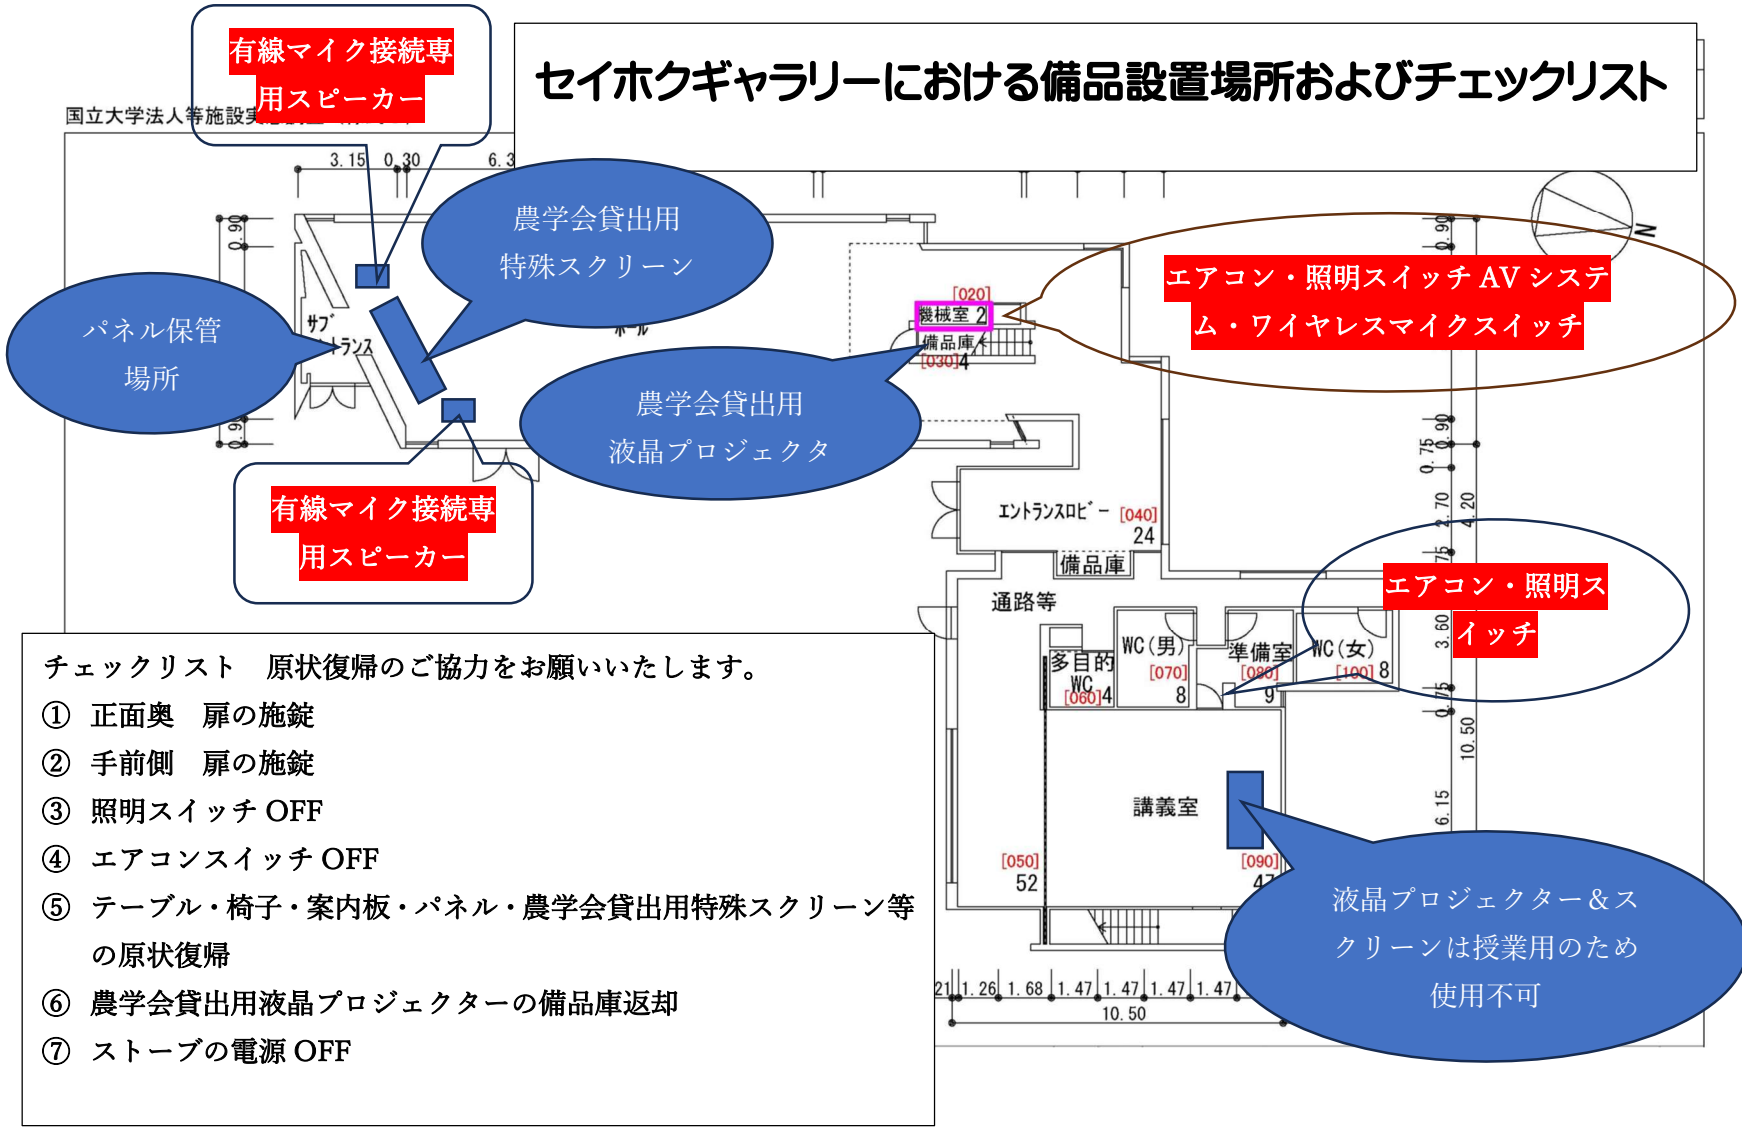 有線マイク接続専
用スピーカー
セイホクギャラリーにおける備品設置場所およびチェックリスト
国立大学法人等施設実
3.15 0.30 6.3
農学会貸出用
特殊スクリーン
0.90
0.90
N
エアコン・照明スイッチ AV システ
ム・ワイヤレスマイクスイッチ
[020]
機械室 2
備品庫
[030]4
パネル保管
場所
サブ
トランス
ホール
農学会貸出用
液晶プロジェクタ
0.9
0.90
0.75
2.70
4.20
75
有線マイク接続専
用スピーカー
エントランスロビー
[040]
24
備品庫
通路等
エアコン・照明ス
イッチ
3.60
WC(男)
[070]
8
準備室
[080]
9
WC(女)
[100] 8
多目的
WC
[060]4
0.75
10.50
6.15
講義室
[050]
52
[090]
47
チェックリスト 原状復帰のご協力をお願いいたします。
① 正面奥 扉の施錠
② 手前側 扉の施錠
③ 照明スイッチ OFF
④ エアコンスイッチ OFF
⑤ テーブル・椅子・案内板・パネル・農学会貸出用特殊スクリーン等
の原状復帰
⑥ 農学会貸出用液晶プロジェクターの備品庫返却
⑦ ストーブの電源 OFF
液晶プロジェクター＆ス
クリーンは授業用のため
使用不可
21 1.26 1.68 1.47 1.47 1.47 1.47
10.50